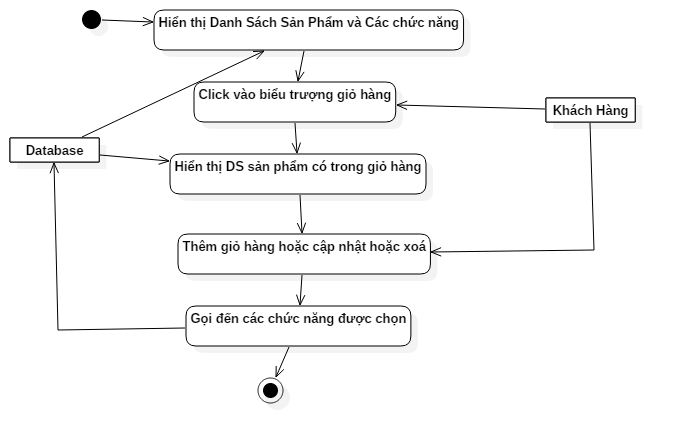 Hiển thị Danh Sách Sản Phẩm và Các chức năng
Click vào biểu trượng giỏ hàng
Khách Hàng
Database
Hiển thị DS sản phẩm có trong giỏ hàng
Thêm giỏ hàng hoặc cập nhật hoặc xoá
Gọi đến các chức năng được chọn